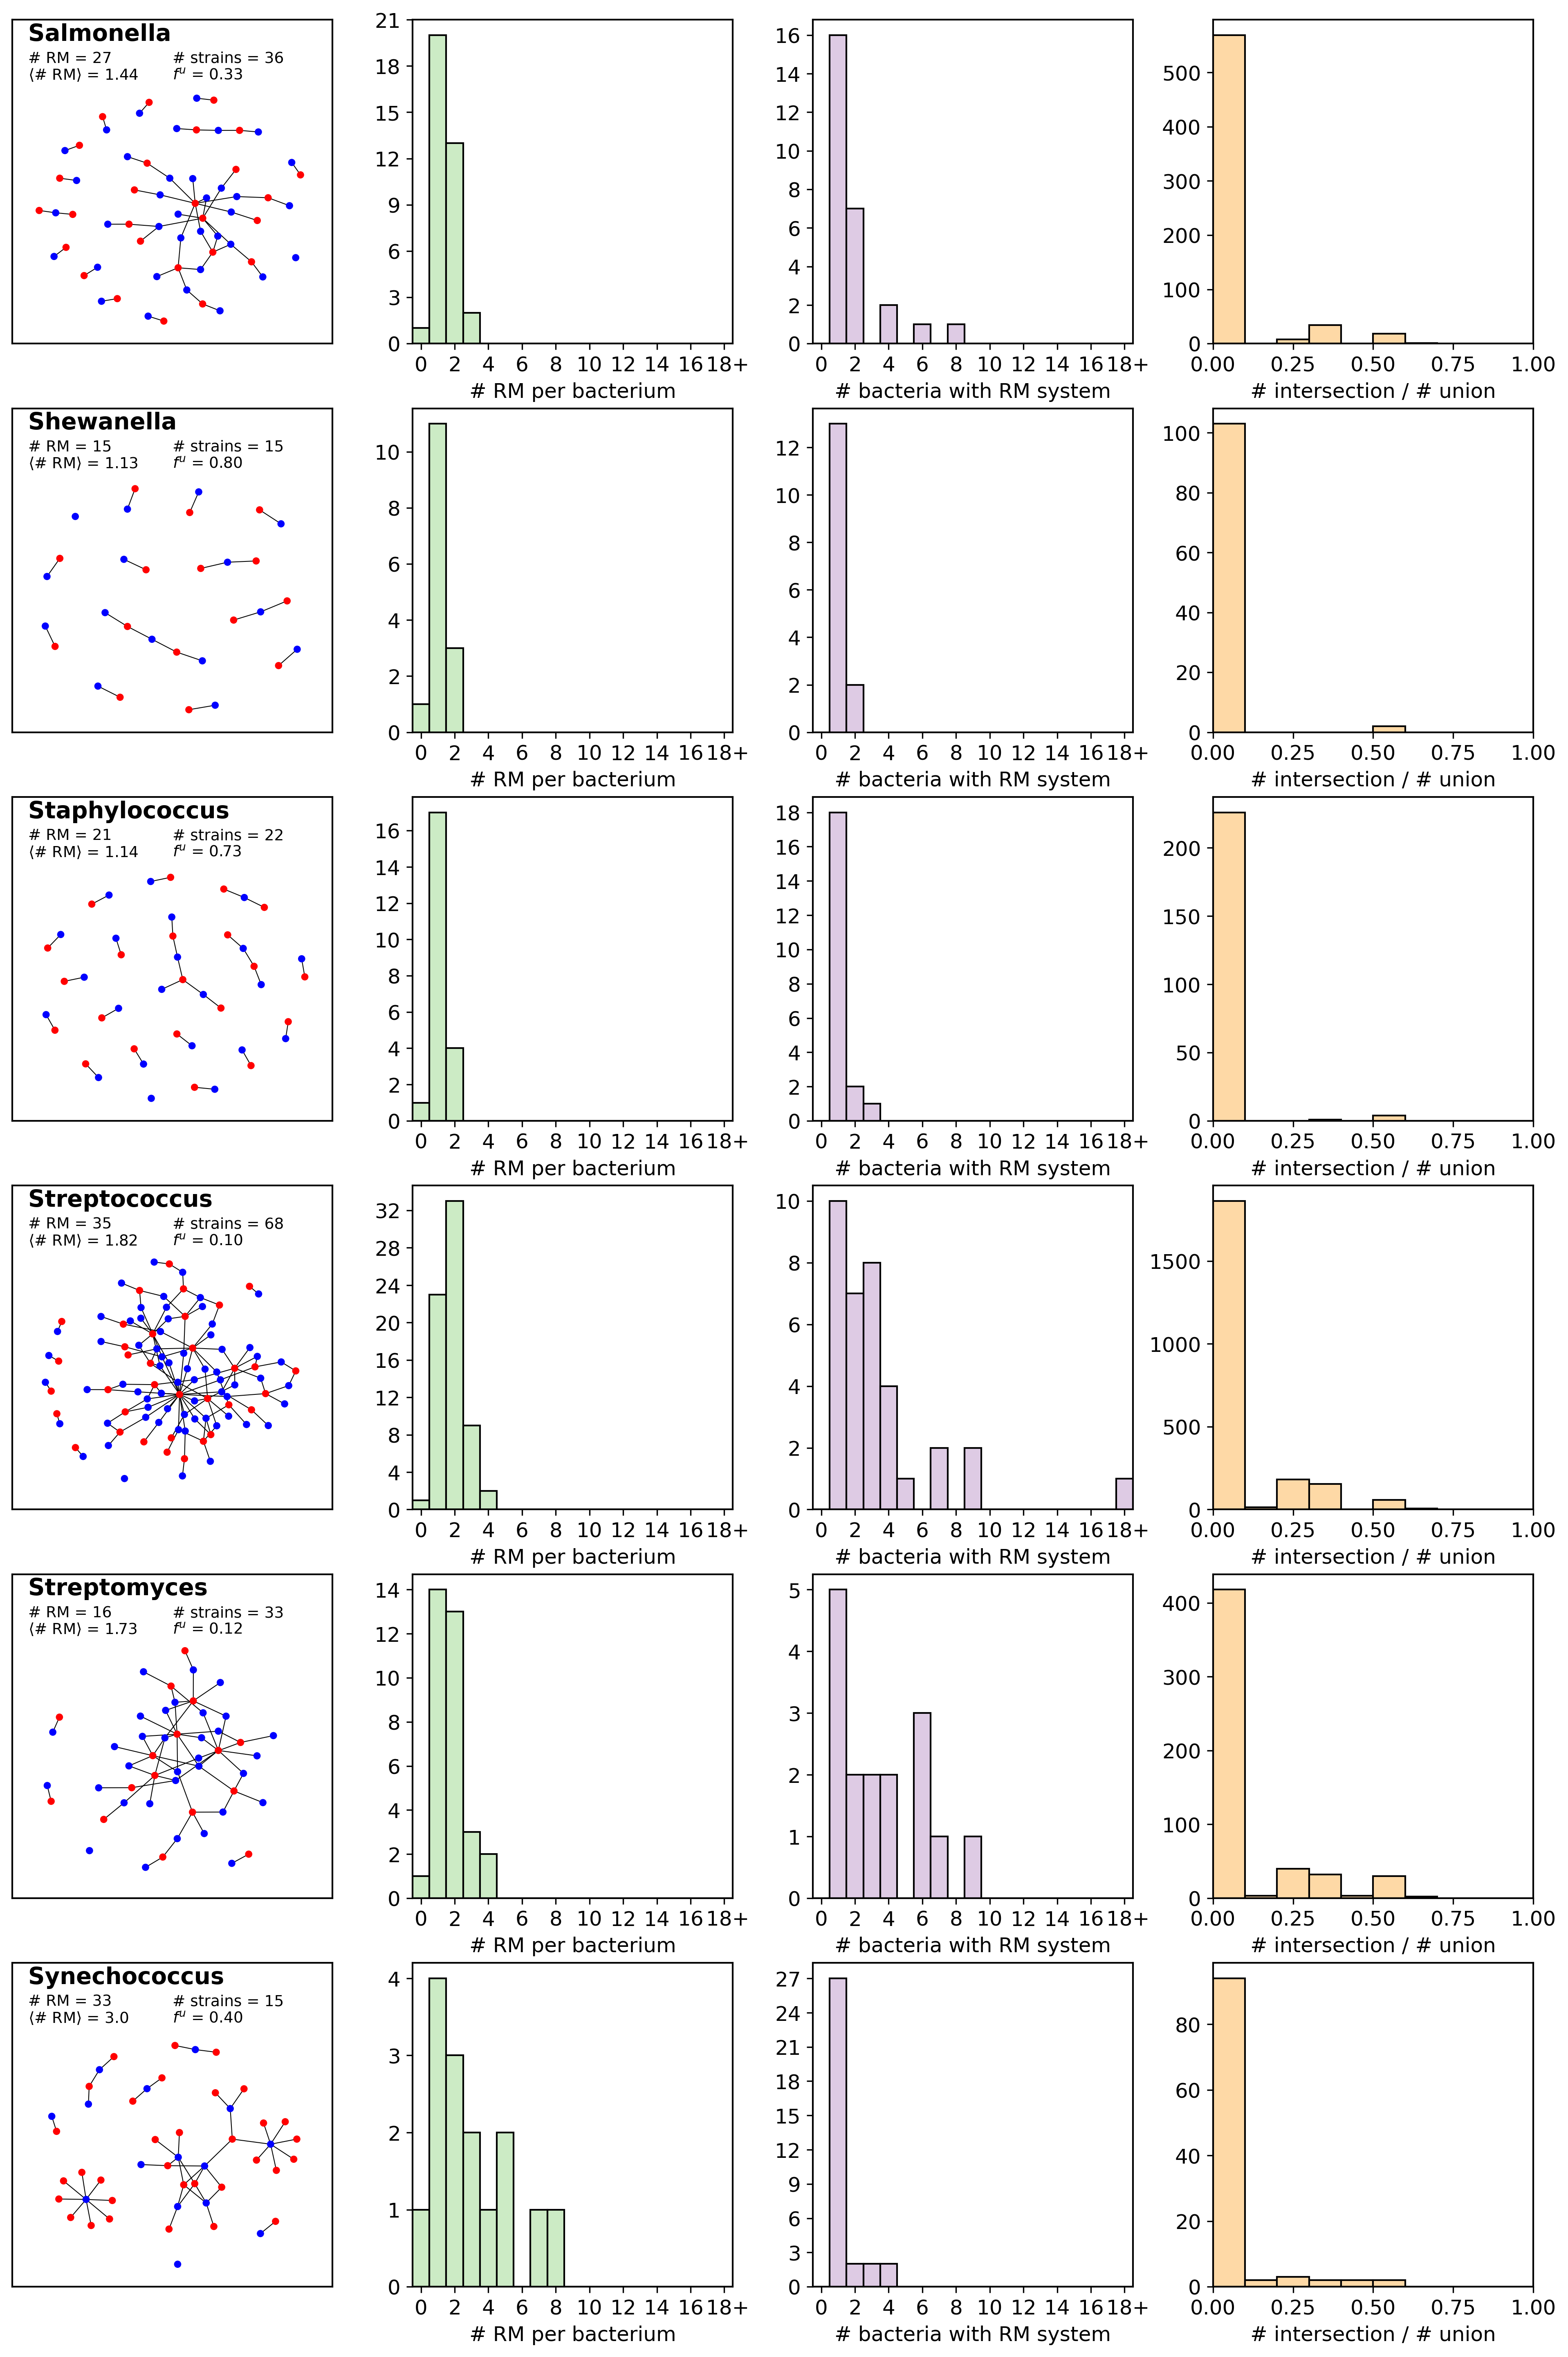 Salmonella
# RM = 27 # strains = 36
⟨# RM⟩ = 1.44 fᵘ = 0.33
21
18
15
12
9
6
3
0
0 2 4 6 8 10 12 14 16 18+
# RM per bacterium
16
14
12
10
8
6
4
2
0
0 2 4 6 8 10 12 14 16 18+
# bacteria with RM system
500
400
300
200
100
0
0.00 0.25 0.50 0.75 1.00
# intersection / # union
Shewanella
# RM = 15 # strains = 15
⟨# RM⟩ = 1.13 fᵘ = 0.80
10
8
6
4
2
0
0 2 4 6 8 10 12 14 16 18+
# RM per bacterium
12
10
8
6
4
2
0
0 2 4 6 8 10 12 14 16 18+
# bacteria with RM system
100
80
60
40
20
0
0.00 0.25 0.50 0.75 1.00
# intersection / # union
Staphylococcus
# RM = 21 # strains = 22
⟨# RM⟩ = 1.14 fᵘ = 0.73
16
14
12
10
8
6
4
2
0
0 2 4 6 8 10 12 14 16 18+
# RM per bacterium
18
16
14
12
10
8
6
4
2
0
0 2 4 6 8 10 12 14 16 18+
# bacteria with RM system
200
150
100
50
0
0.00 0.25 0.50 0.75 1.00
# intersection / # union
Streptococcus
# RM = 35 # strains = 68
⟨# RM⟩ = 1.82 fᵘ = 0.10
32
28
24
20
16
12
8
4
0
0 2 4 6 8 10 12 14 16 18+
# RM per bacterium
10
8
6
4
2
0
0 2 4 6 8 10 12 14 16 18+
# bacteria with RM system
1500
1000
500
0
0.00 0.25 0.50 0.75 1.00
# intersection / # union
Streptomyces
# RM = 16 # strains = 33
⟨# RM⟩ = 1.73 fᵘ = 0.12
14
12
10
8
6
4
2
0
0 2 4 6 8 10 12 14 16 18+
# RM per bacterium
5
4
3
2
1
0
0 2 4 6 8 10 12 14 16 18+
# bacteria with RM system
400
300
200
100
0
0.00 0.25 0.50 0.75 1.00
# intersection / # union
Synechococcus
# RM = 33 # strains = 15
⟨# RM⟩ = 3.0 fᵘ = 0.40
4
3
2
1
0
0 2 4 6 8 10 12 14 16 18+
# RM per bacterium
27
24
21
18
15
12
9
6
3
0
0 2 4 6 8 10 12 14 16 18+
# bacteria with RM system
80
60
40
20
0
0.00 0.25 0.50 0.75 1.00
# intersection / # union